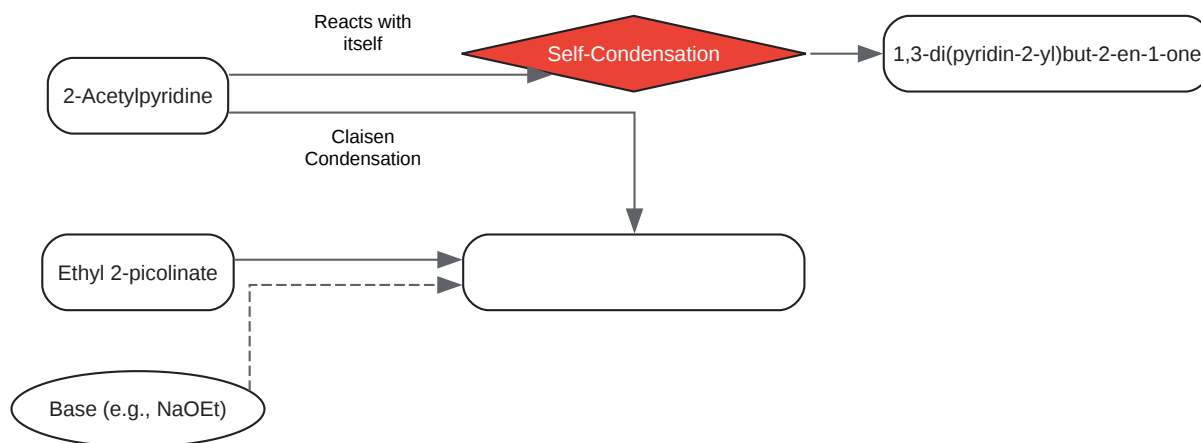 Reacts with
itself
Self-Condensation
1,3-di(pyridin-2-yl)but-2-en-1-one
2-Acetylpyridine
Claisen
Condensation
Ethyl 2-picolinate
Base (e.g., NaOEt)